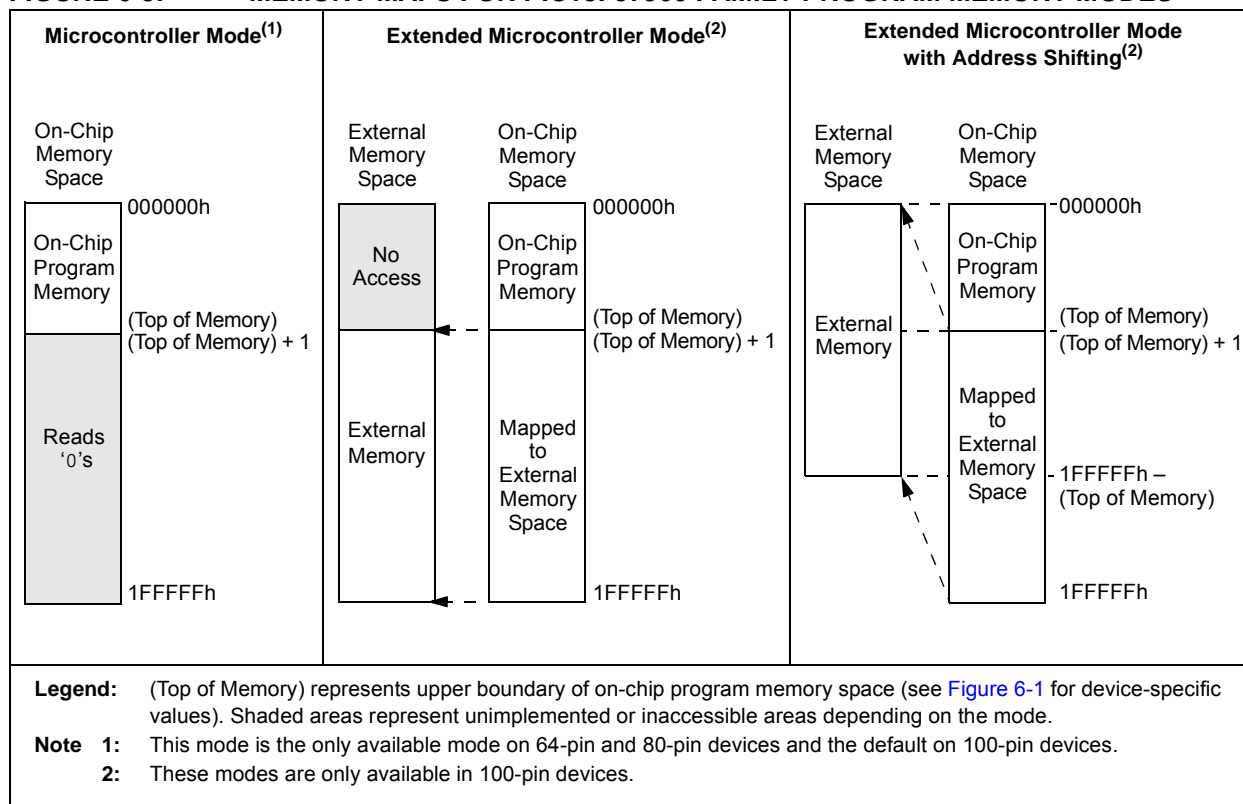 Microcontroller Mode(1)
On-Chip
Memory
Space
000000h
On-Chip
Program
Memory
(Top of Memory)
(Top of Memory) + 1
Reads
‘0’s
1FFFFFh
Extended Microcontroller Mode(2)
External
Memory
Space
On-Chip
Memory
Space
000000h
No
Access
On-Chip
Program
Memory
(Top of Memory)
(Top of Memory) + 1
External
Memory
Mapped
to
External
Memory
Space
1FFFFFh
Extended Microcontroller Mode
with Address Shifting(2)
External
Memory
Space
On-Chip
Memory
Space
000000h
On-Chip
Program
Memory
External
Memory
(Top of Memory)
(Top of Memory) + 1
Mapped
to
External
Memory
Space
1FFFFFh –
(Top of Memory)
1FFFFFh
Legend: (Top of Memory) represents upper boundary of on-chip program memory space (see Figure 6-1 for device-specific
values). Shaded areas represent unimplemented or inaccessible areas depending on the mode.
Note 1: This mode is the only available mode on 64-pin and 80-pin devices and the default on 100-pin devices.
2: These modes are only available in 100-pin devices.